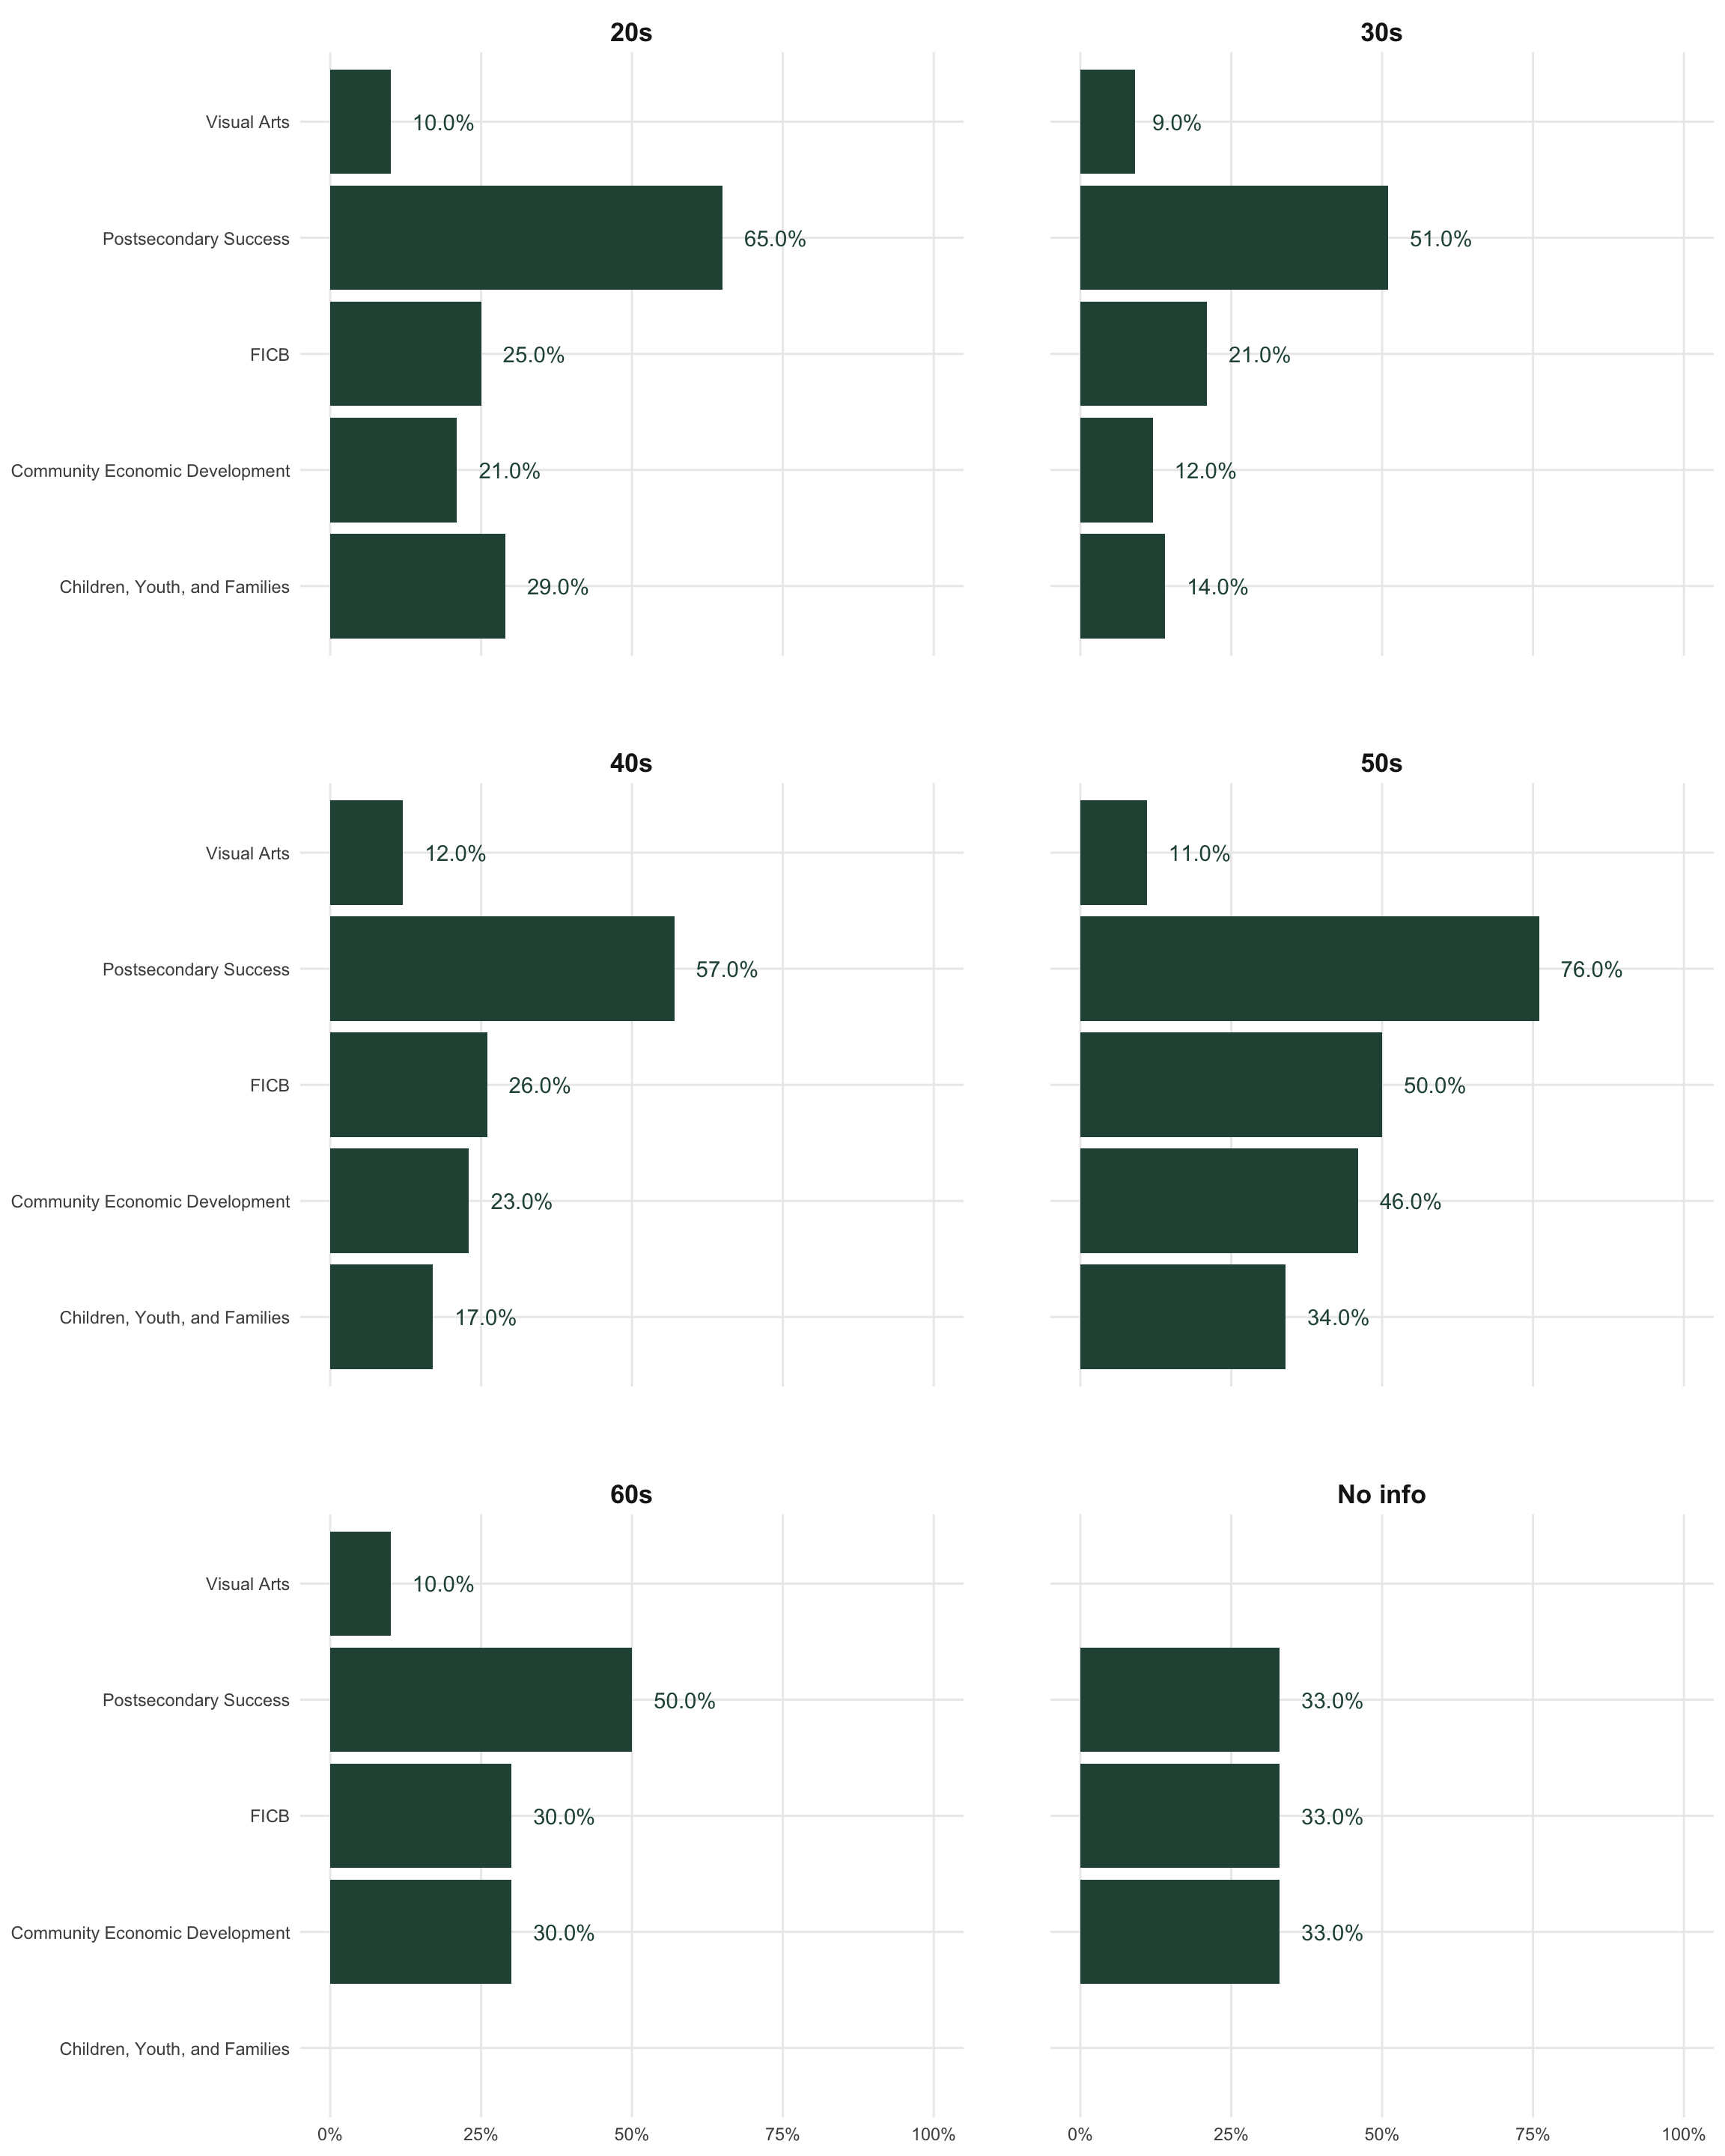 20s
Visual Arts 10.0%
Postsecondary Success 65.0%
FICB 25.0%
Community Economic Development 21.0%
Children, Youth, and Families 29.0%
30s
9.0%
51.0%
21.0%
12.0%
14.0%
40s
Visual Arts 12.0%
Postsecondary Success 57.0%
FICB 26.0%
Community Economic Development 23.0%
Children, Youth, and Families 17.0%
50s
11.0%
76.0%
50.0%
46.0%
34.0%
60s
Visual Arts 10.0%
Postsecondary Success 50.0%
FICB 30.0%
Community Economic Development 30.0%
Children, Youth, and Families
0% 25% 50% 75% 100%
No info
33.0%
33.0%
33.0%
0% 25% 50% 75% 100%